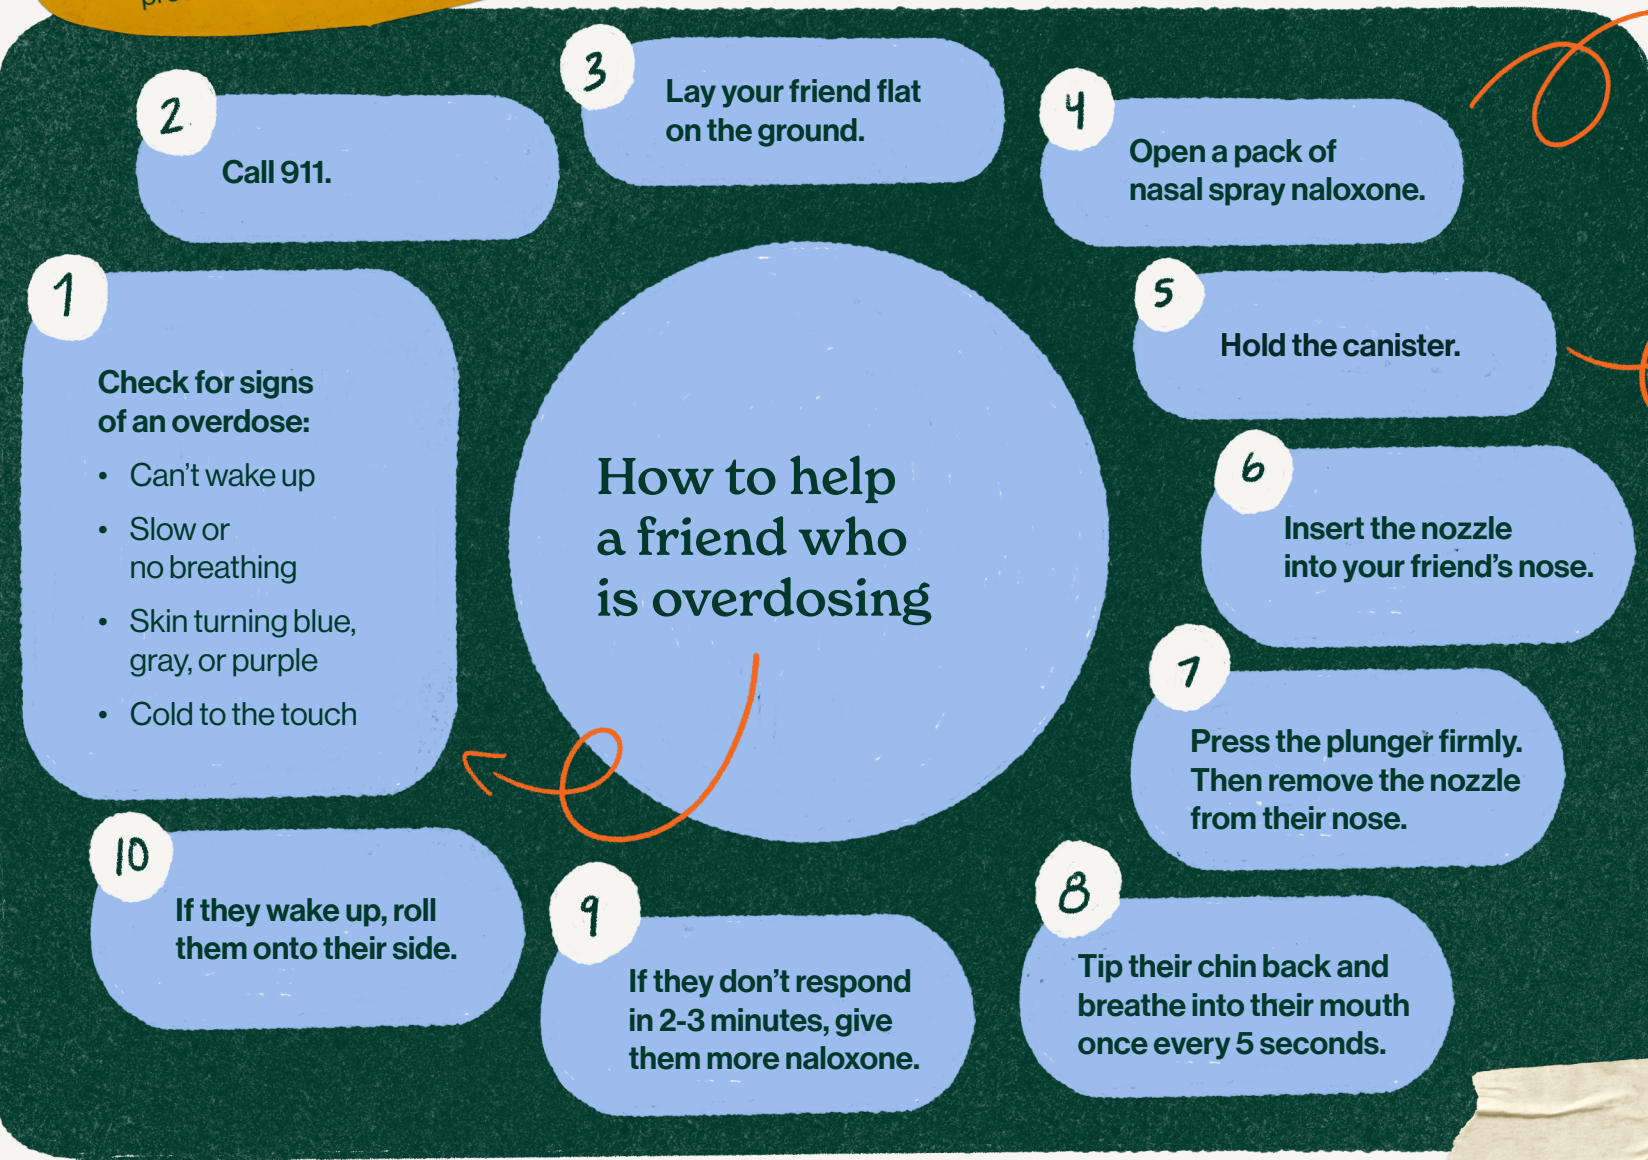 How to help
a friend who
is overdosing
1
Check for signs
of an overdose:
• Can't wake up
• Slow or
no breathing
• Skin turning blue,
gray, or purple
• Cold to the touch
2
Call 911.
3
Lay your friend flat
on the ground.
4
Open a pack of
nasal spray naloxone.
5
Hold the canister.
6
Insert the nozzle
into your friend's nose.
7
Press the plunger firmly.
Then remove the nozzle
from their nose.
8
Tip their chin back and
breathe into their mouth
once every 5 seconds.
9
If they don't respond
in 2-3 minutes, give
them more naloxone.
10
If they wake up, roll
them onto their side.